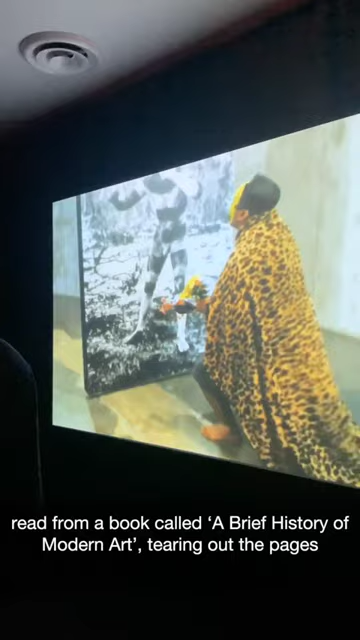 read from a book called ‘A Brief History of
Modern Art’, tearing out the pages